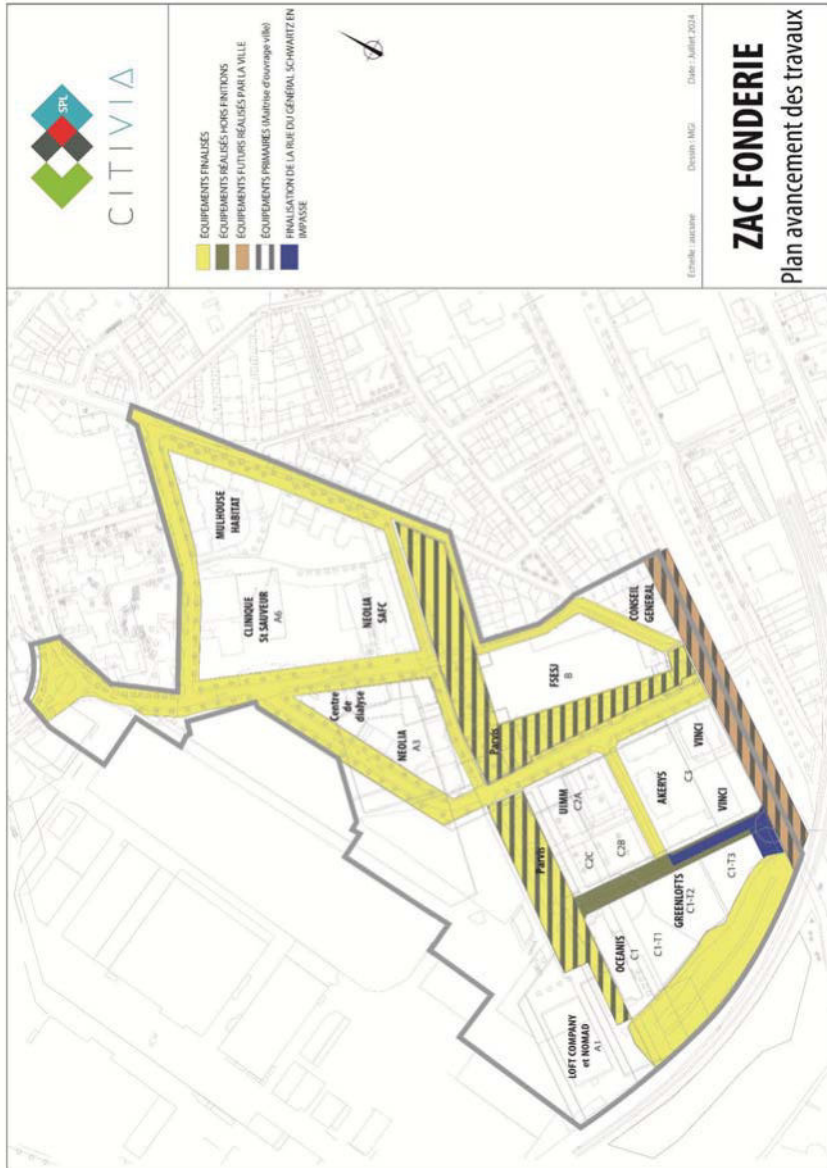 SPL
CITIVIA
ÉQUIPEMENTS FINALISÉS
ÉQUIPEMENTS RÉALISÉS HORS FINITIONS
ÉQUIPEMENTS FUTURS RÉALISÉS PAR LA VILLE
ÉQUIPEMENTS PRIMAIRES (Maîtrise d'ouvrage ville)
FINALISATION DE LA RUE DU GÉNÉRAL SCHWARTZ EN
IMPASSE
Echelle : aucune
Dessin : MGI
Date : Juillet 2024
ZAC FONDERIE
Plan avancement des travaux
MULHOUSE
HABITAT
CLINIQUE
St SAUVEUR
A6
NEOLIA
SAFC
Centre
de
dialyse
NEOLIA
A3
Parvis
FSESJ
B
CONSEIL
GENERAL
Parvis
UIMM
C2A
C2C
C2B
AKERYS
C3
VINCI
VINCI
OCEANIS
C1
C1-T1
GREENLOFTS
C1-T2
C1-T3
LOFT COMPANY
et NOMAD
A1